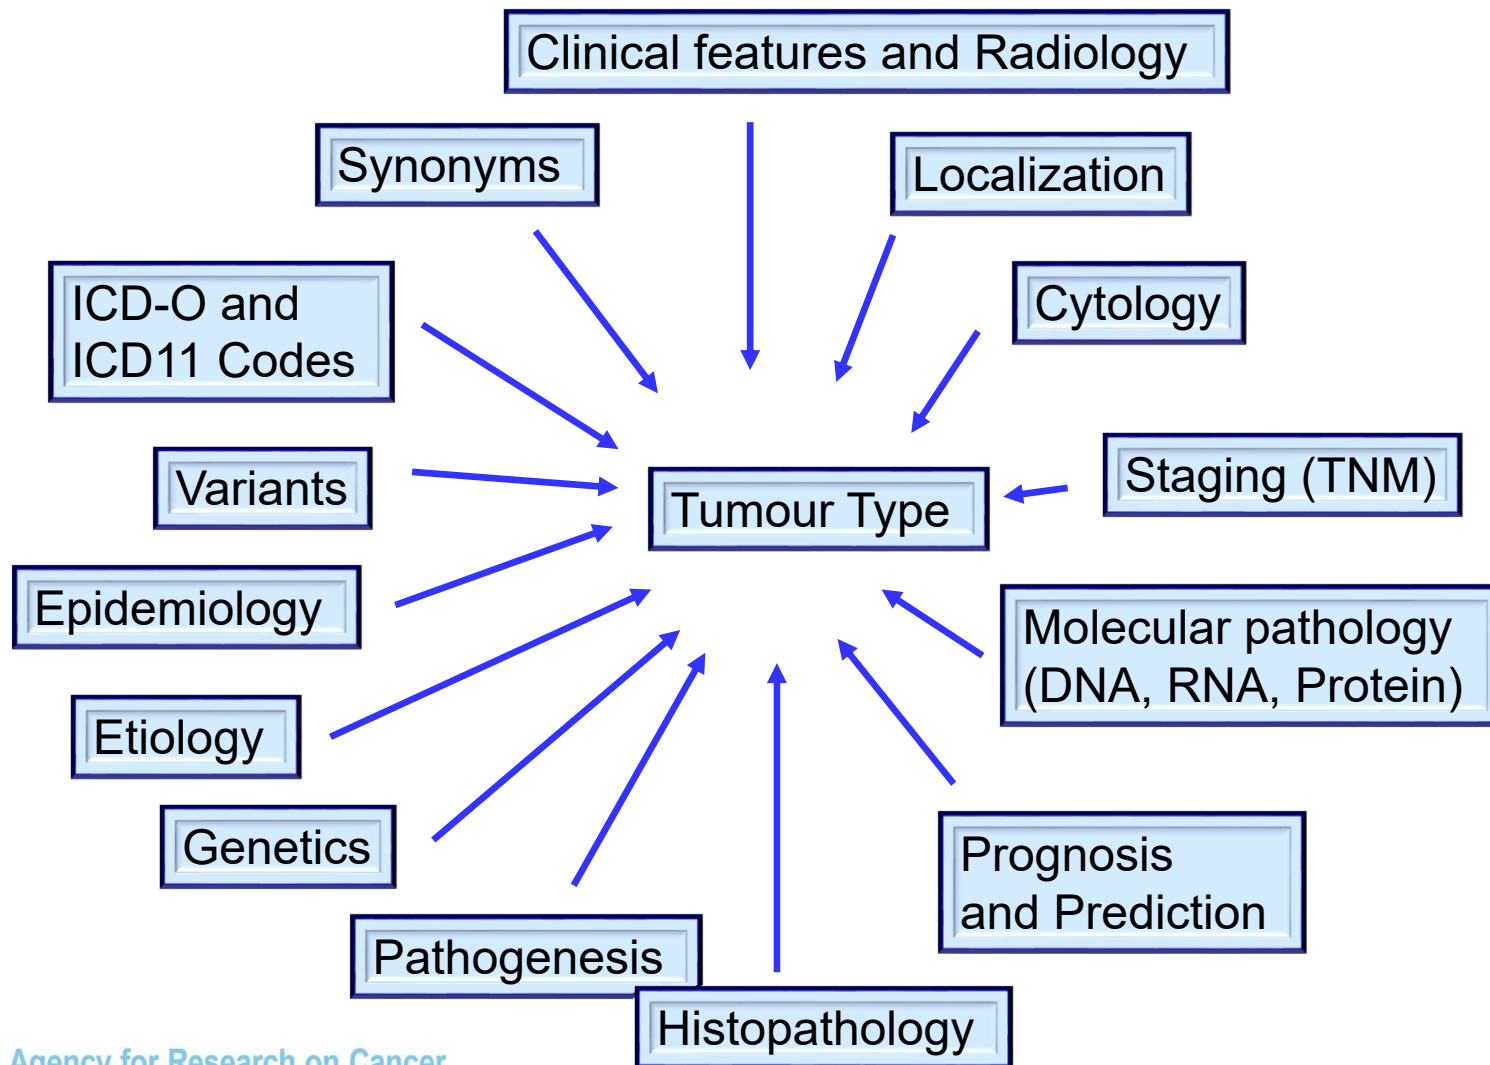 Clinical features and Radiology
Synonyms
Localization
ICD-O and
ICD11 Codes
Cytology
Variants
Staging (TNM)
Tumour Type
Epidemiology
Molecular pathology
(DNA, RNA, Protein)
Etiology
Genetics
Prognosis
and Prediction
Pathogenesis
Histopathology
Agency for Research on Cancer